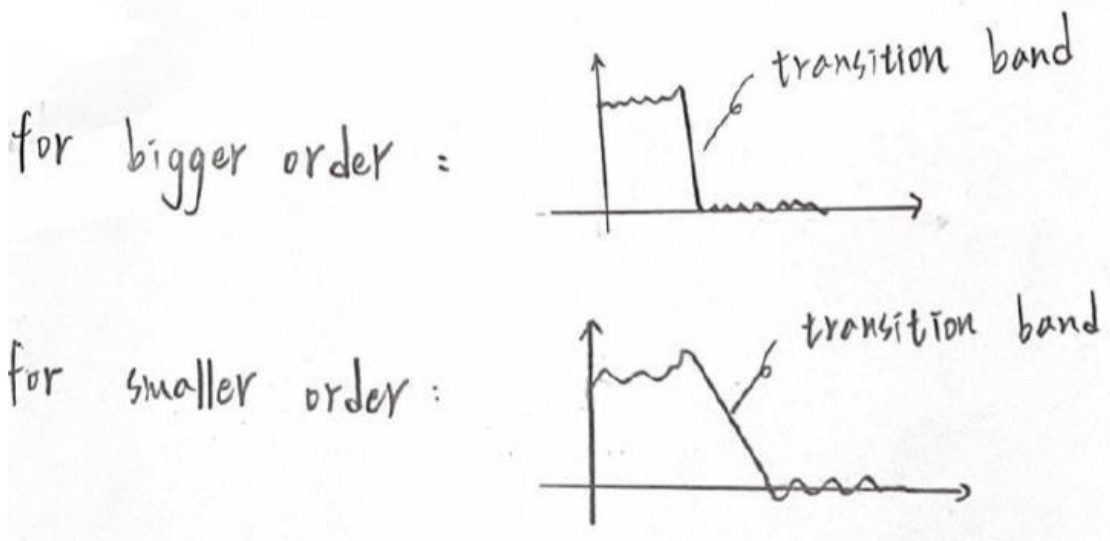 transition band
for bigger order :
transition band
for smaller order :